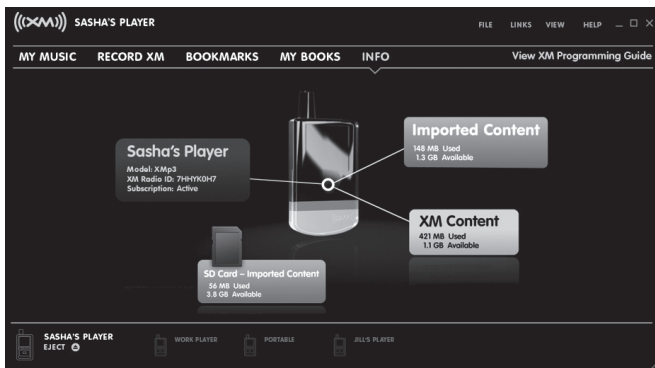 ((XM)) SASHA'S PLAYER
FILE LINKS VIEW HELP
MY MUSIC RECORD XM BOOKMARKS MY BOOKS INFO View XM Programming Guide
Sasha's Player
Model: XMp3
XM Radio ID: 7HHYK0H7
Subscription: Active
Imported Content
148 MB Used
1.3 GB Available
XM Content
421 MB Used
1.1 GB Available
SD Card – Imported Content
56 MB Used
3.8 GB Available
SASHA'S PLAYER
EJECT
WORK PLAYER
PORTABLE
JILL'S PLAYER